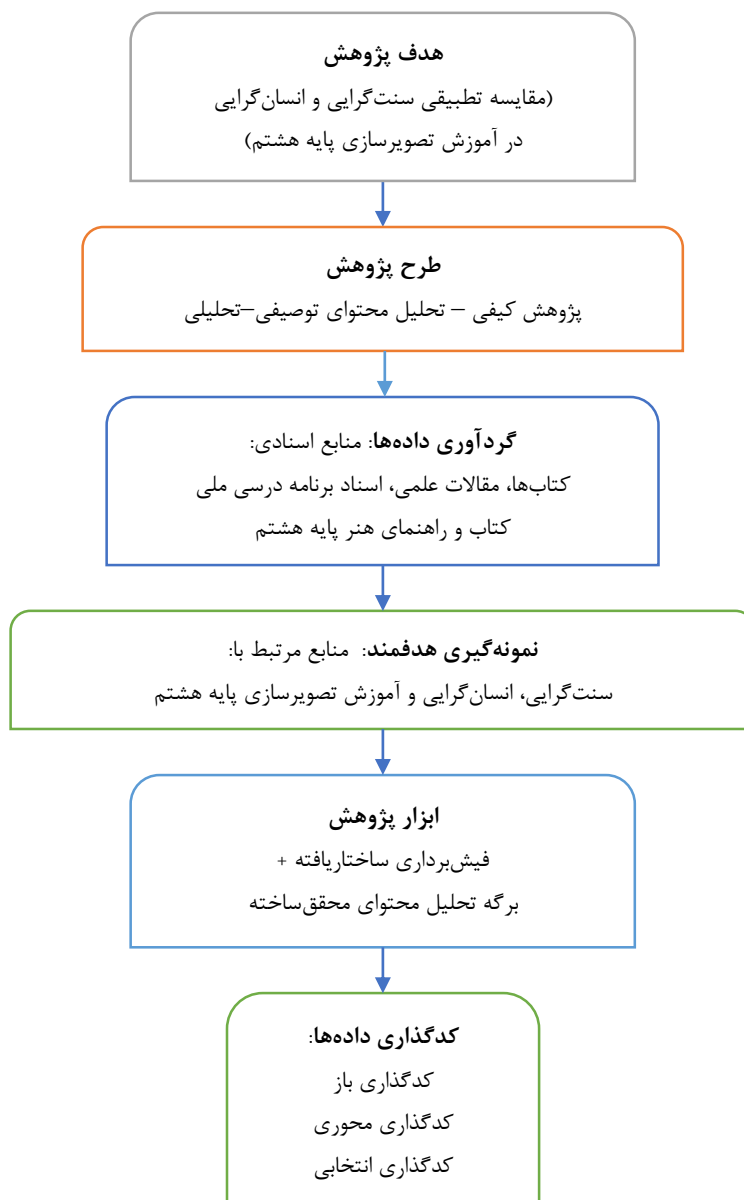 هدف پژوهش
(مقایسه تطبیقی سنت‌گرایی و انسان‌گرایی
در آموزش تصویرسازی پایه هشتم)
طرح پژوهش
پژوهش کیفی – تحلیل محتوای توصیفی–تحلیلی
گردآوری داده‌ها: منابع اسنادی:
کتاب‌ها، مقالات علمی، اسناد برنامه درسی ملی
کتاب و راهنمای هنر پایه هشتم
نمونه‌گیری هدفمند: منابع مرتبط با:
سنت‌گرایی، انسان‌گرایی و آموزش تصویرسازی پایه هشتم
ابزار پژوهش
فیش‌برداری ساختاریافته +
برگه تحلیل محتوای محقق‌ساخته
کدگذاری داده‌ها:
کدگذاری باز
کدگذاری محوری
کدگذاری انتخابی